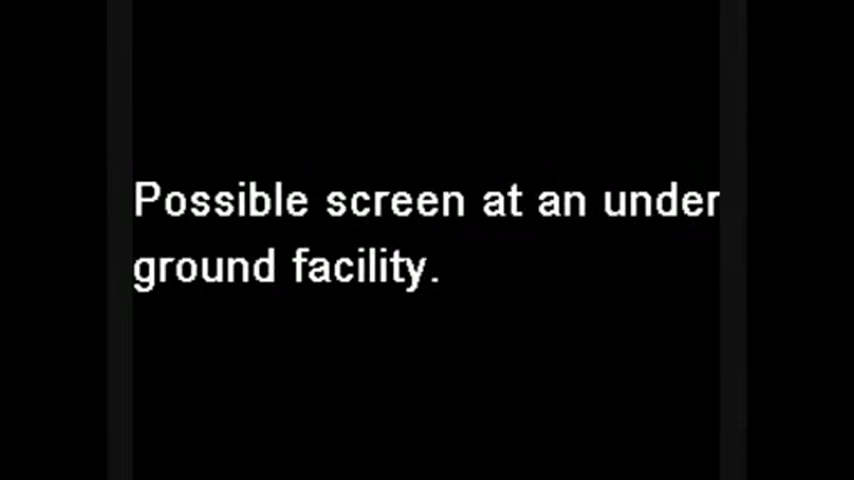 Possible screen at an under
ground facility.